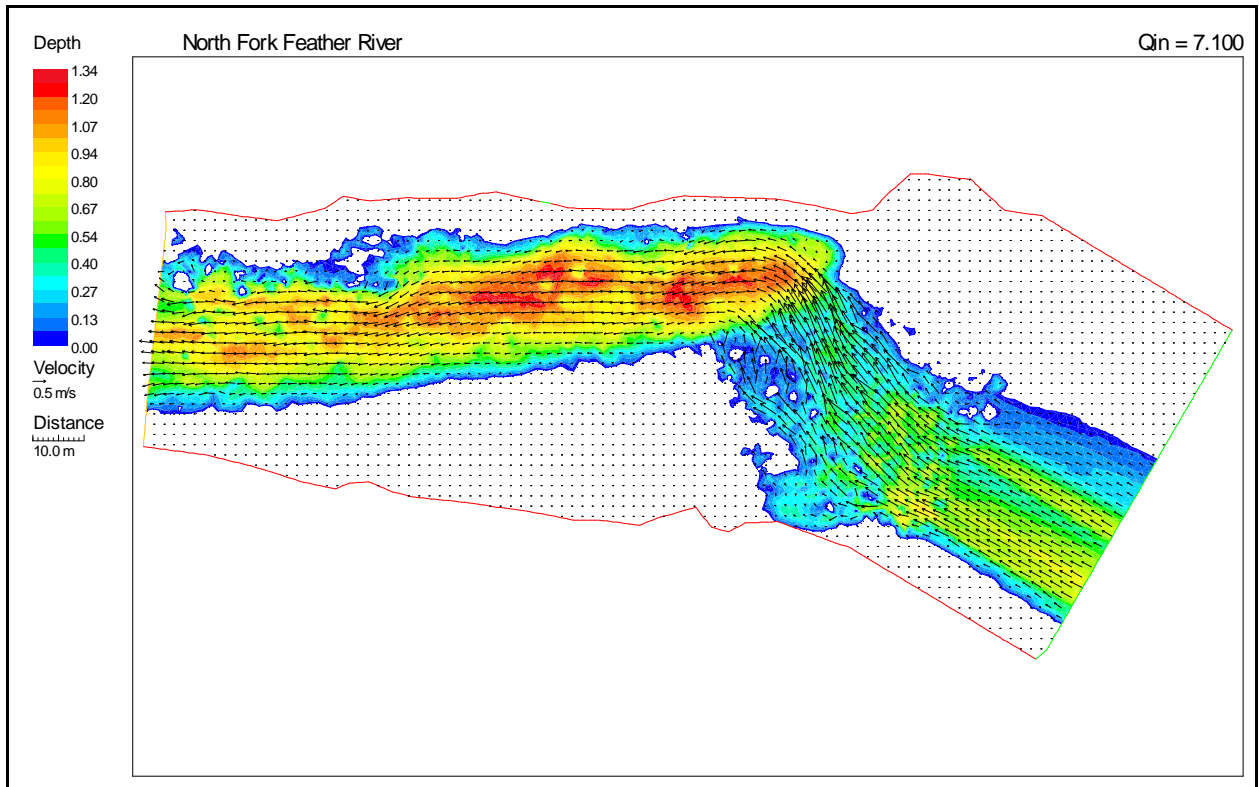 Depth
North Fork Feather River
Qin = 7.100
1.34
1.20
1.07
0.94
0.80
0.67
0.54
0.40
0.27
0.13
0.00
Velocity
0.5 m/s
Distance
10.0 m